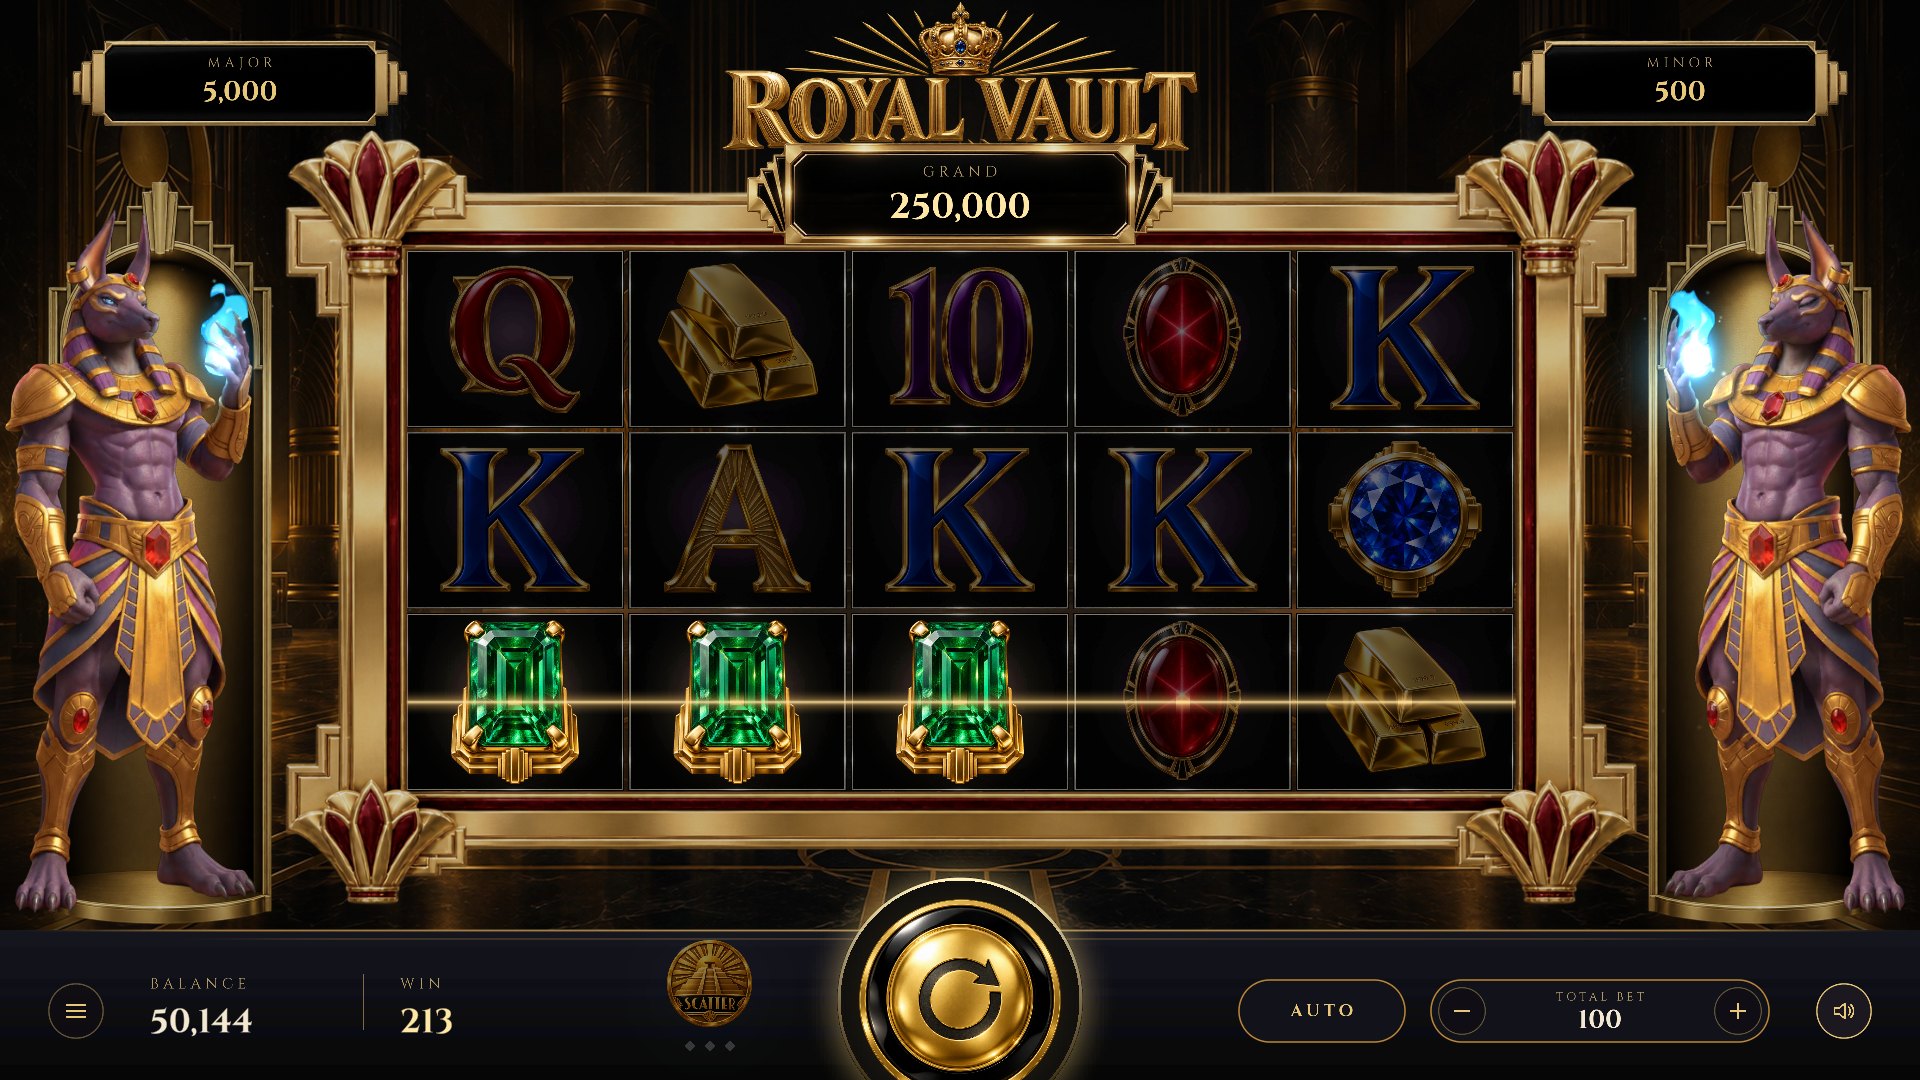 MAJOR
5,000
ROYAL VAULT
MINOR
500
GRAND
250,000
Q
10
K
K
A
K
K
BALANCE
50,144
WIN
213
SCATTER
AUTO
TOTAL BET
100